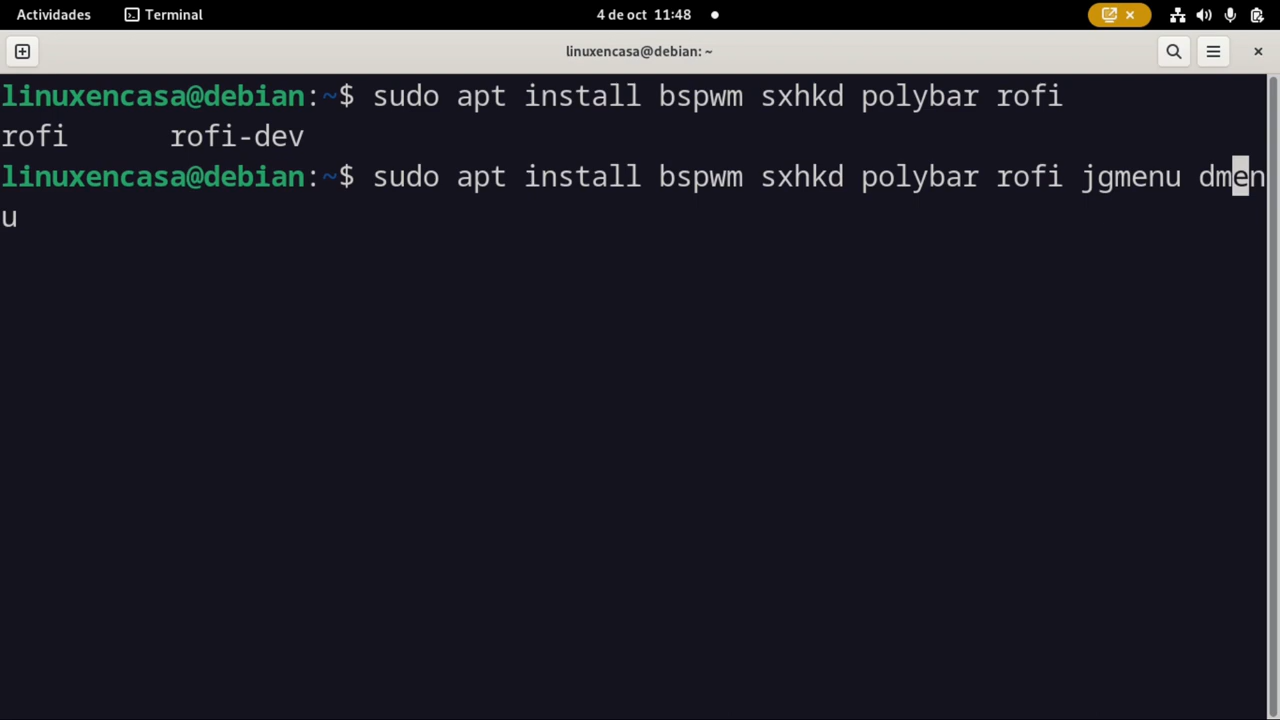 Actividades Terminal 4 de oct 11:48
linuxencasa@debian: ~
linuxencasa@debian:~$ sudo apt install bspwm sxhkd polybar rofi
rofi rofi-dev
linuxencasa@debian:~$ sudo apt install bspwm sxhkd polybar rofi jgmenu dmen
u